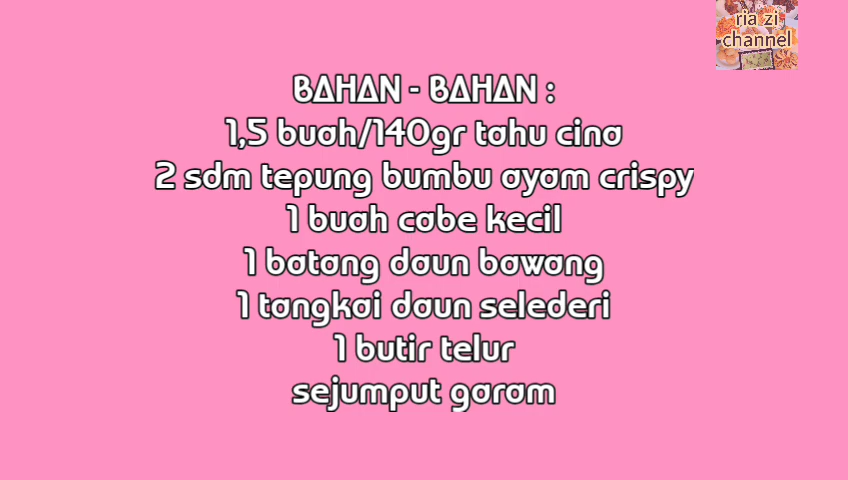 ria zi
channel
BAHAN - BAHAN :
1,5 buah/140gr tahu cina
2 sdm tepung bumbu ayam crispy
1 buah cabe kecil
1 batang daun bawang
1 tangkai daun selederi
1 butir telur
sejumput garam